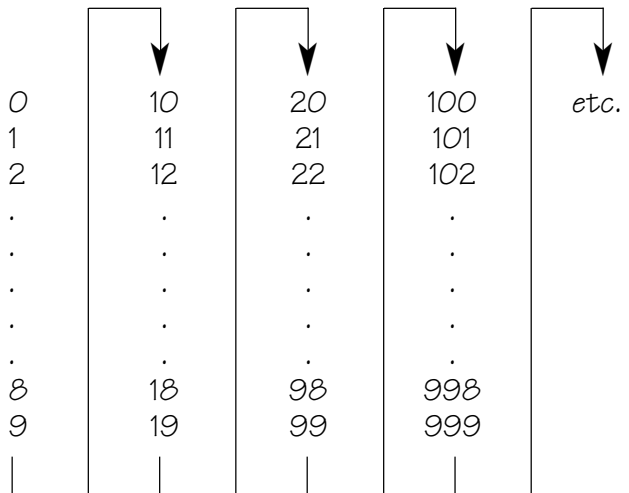 0 10 20 100 etc.
1 11 21 101
2 12 22 102
. . . .
. . . .
. . . .
. . . .
. . . .
8 18 98 998
9 19 99 999